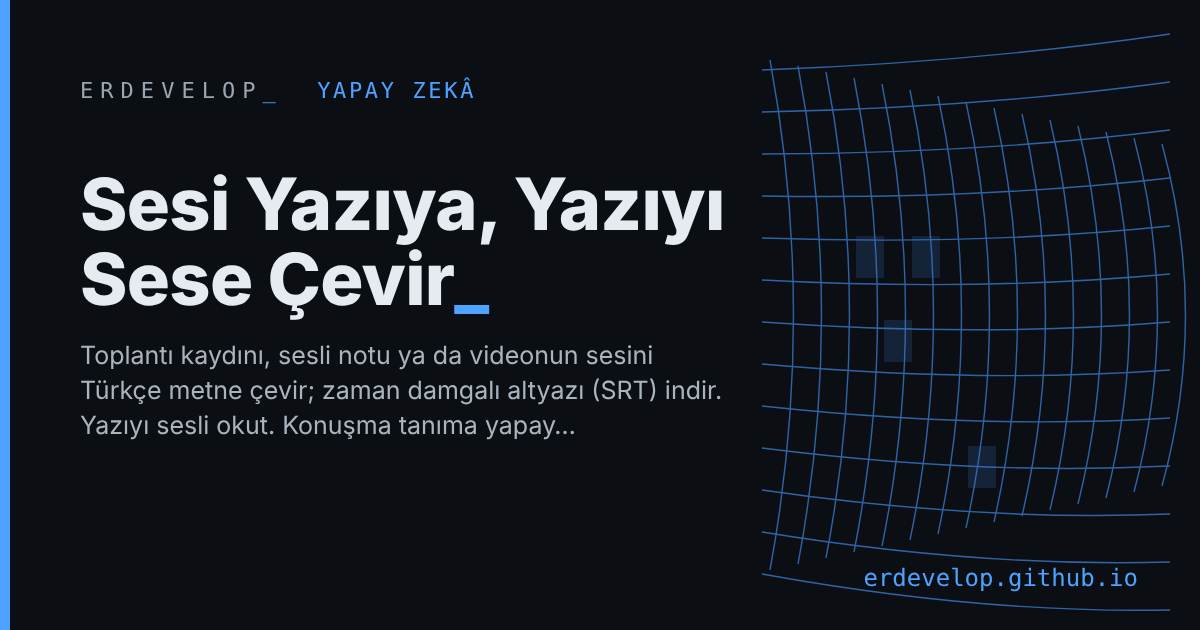 ERDEVELOP_ YAPAY ZEKÂ
Sesi Yazıya, Yazıyı
Sese Çevir_
Toplantı kaydını, sesli notu ya da videonun sesini
Türkçe metne çevir; zaman damgalı altyazı (SRT) indir.
Yazıyı sesli okut. Konuşma tanıma yapay...
erdevelop.github.io